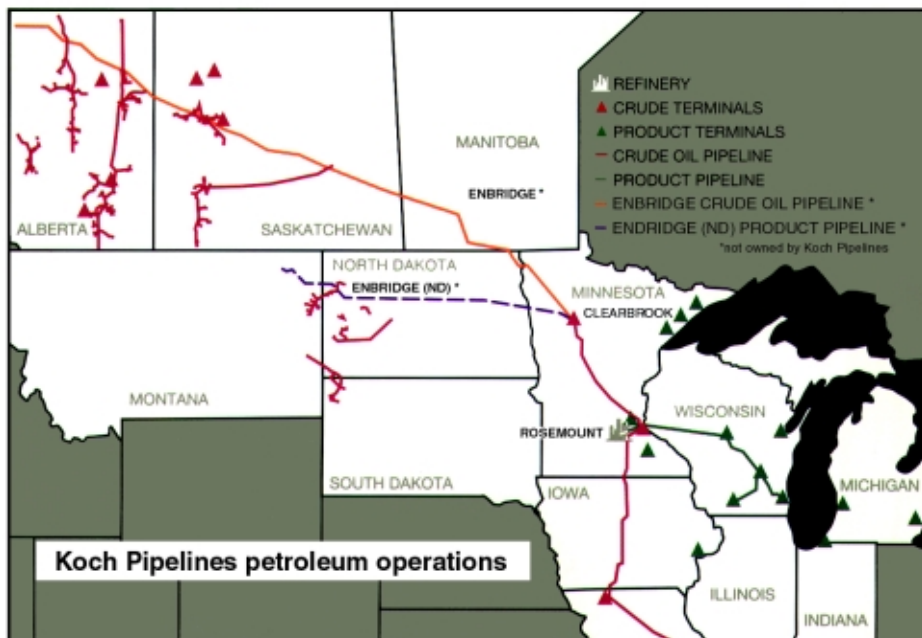 REFINERY
CRUDE TERMINALS
PRODUCT TERMINALS
CRUDE OIL PIPELINE
PRODUCT PIPELINE
ENBRIDGE CRUDE OIL PIPELINE *
ENDRIDGE (ND) PRODUCT PIPELINE *
*not owned by Koch Pipelines
MANITOBA
ENBRIDGE *
ALBERTA
SASKATCHEWAN
NORTH DAKOTA
ENBRIDGE (ND) *
MINNESOTA
CLEARBROOK
MONTANA
WISCONSIN
ROSEMOUNT
SOUTH DAKOTA
IOWA
MICHIGAN
Koch Pipelines petroleum operations
ILLINOIS
INDIANA